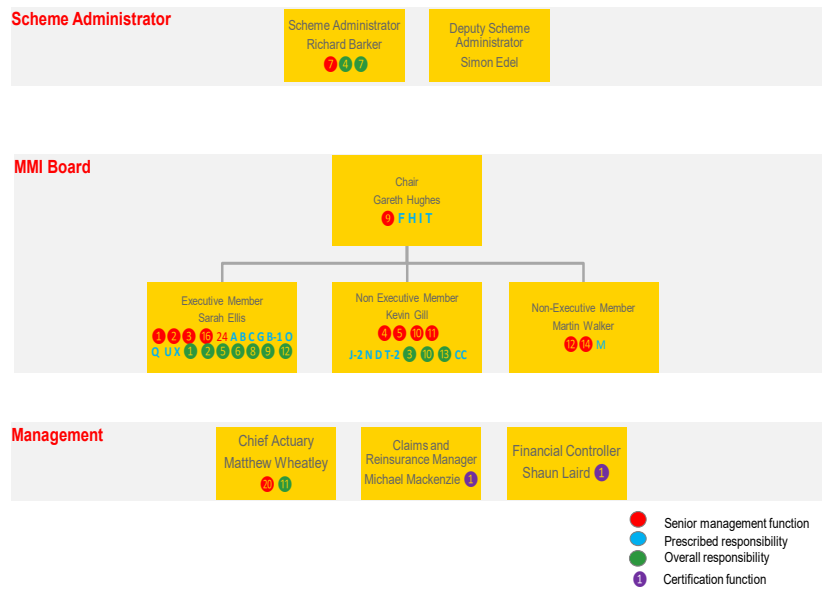 Scheme Administrator
Scheme Administrator
Richard Barker
7 4 7
Deputy Scheme
Administrator
Simon Edel
MMI Board
Chair
Gareth Hughes
9 F H I T
Executive Member
Sarah Ellis
1 2 3 16 24 A B C G B-1 O
Q U X 1 2 5 6 8 9 12
Non Executive Member
Kevin Gill
4 5 10 11
J-2 N D T-2 3 10 13 CC
Non-Executive Member
Martin Walker
12 14 M
Management
Chief Actuary
Matthew Wheatley
20 11
Claims and
Reinsurance Manager
Michael Mackenzie 1
Financial Controller
Shaun Laird 1
Senior management function
Prescribed responsibility
Overall responsibility
1 Certification function